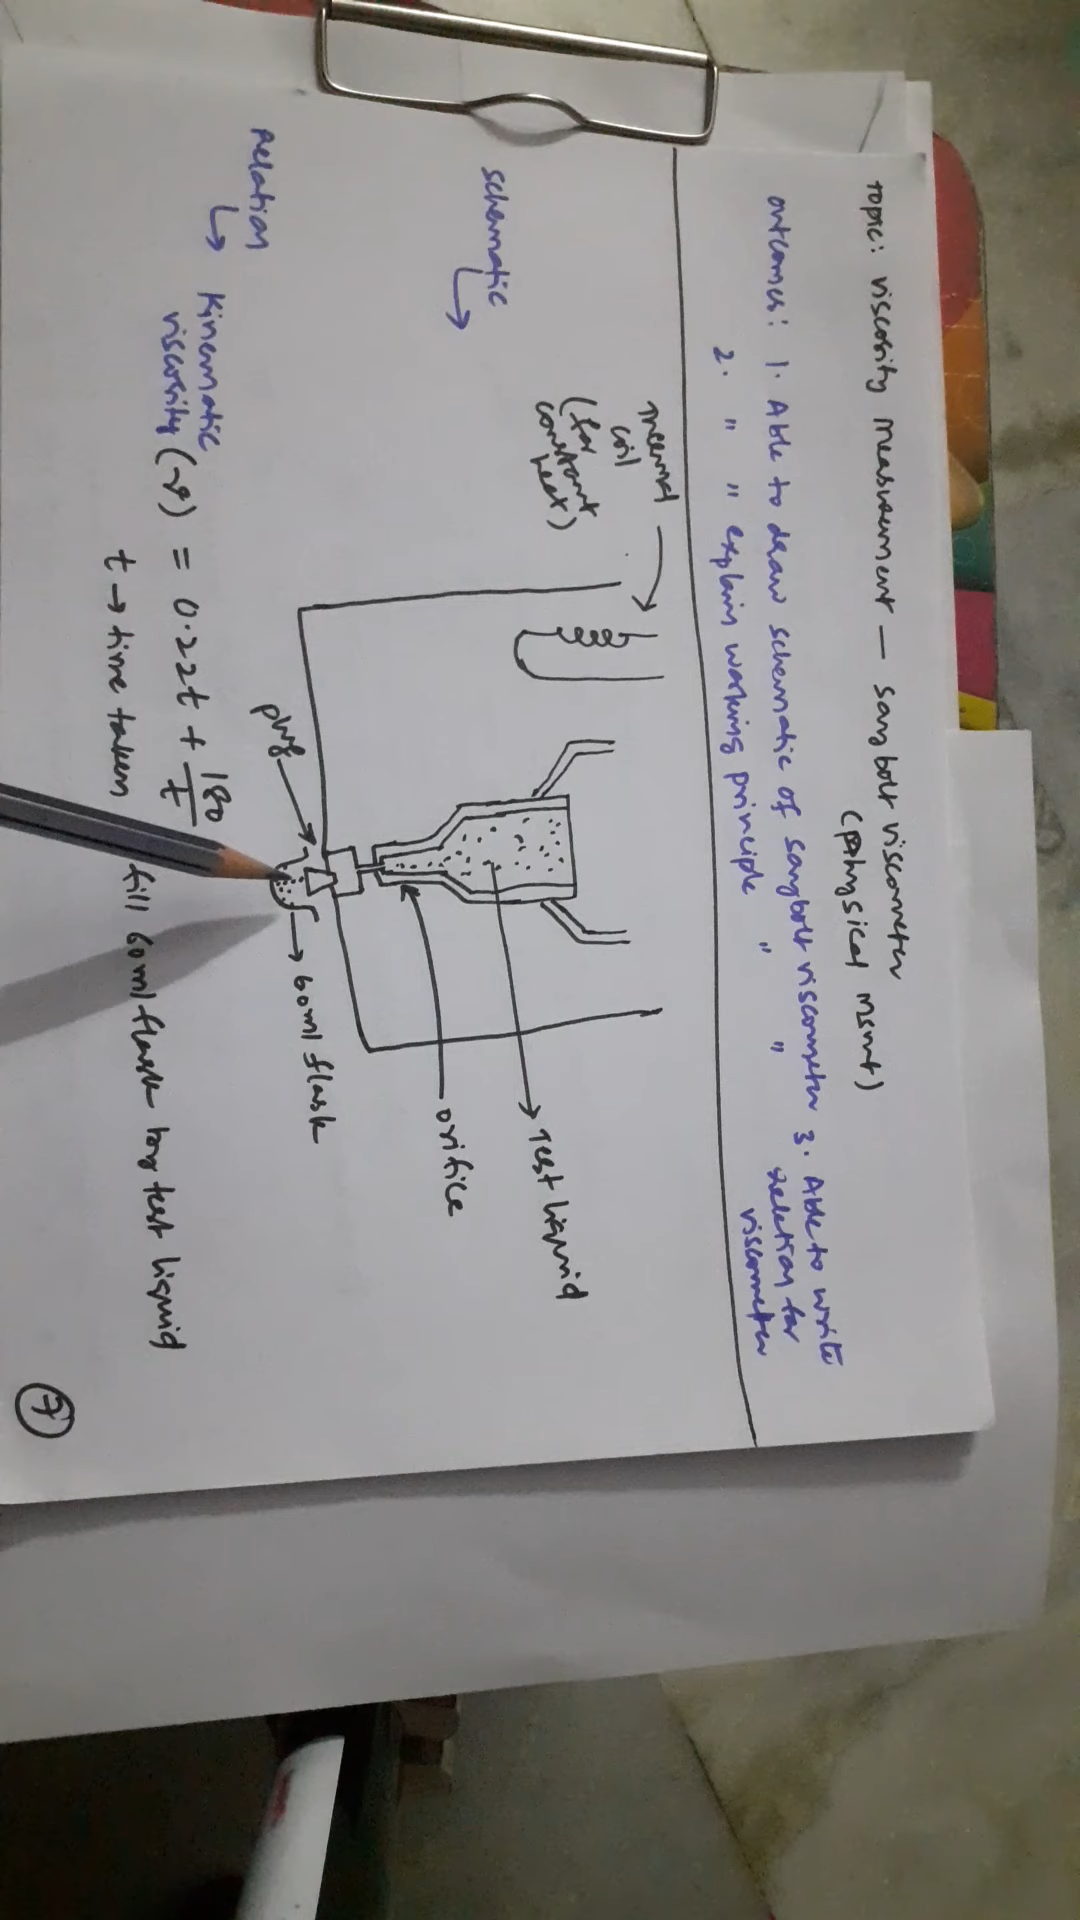 Topic: viscosity measurement – saybolt viscometer
(physical msmt)
outcomes: 1. Able to draw schematic of saybolt viscometer 3. Able to write
relation for
viscometer
2. " " explain working principle " "
schematic
Thermal
coil
(for
constant
heat)
Test liquid
orifice
plug
60ml flask
relation
Kinematic
viscosity (ν) = 0.22t + 180/t
t → time taken fill 60ml flask by test liquid
7